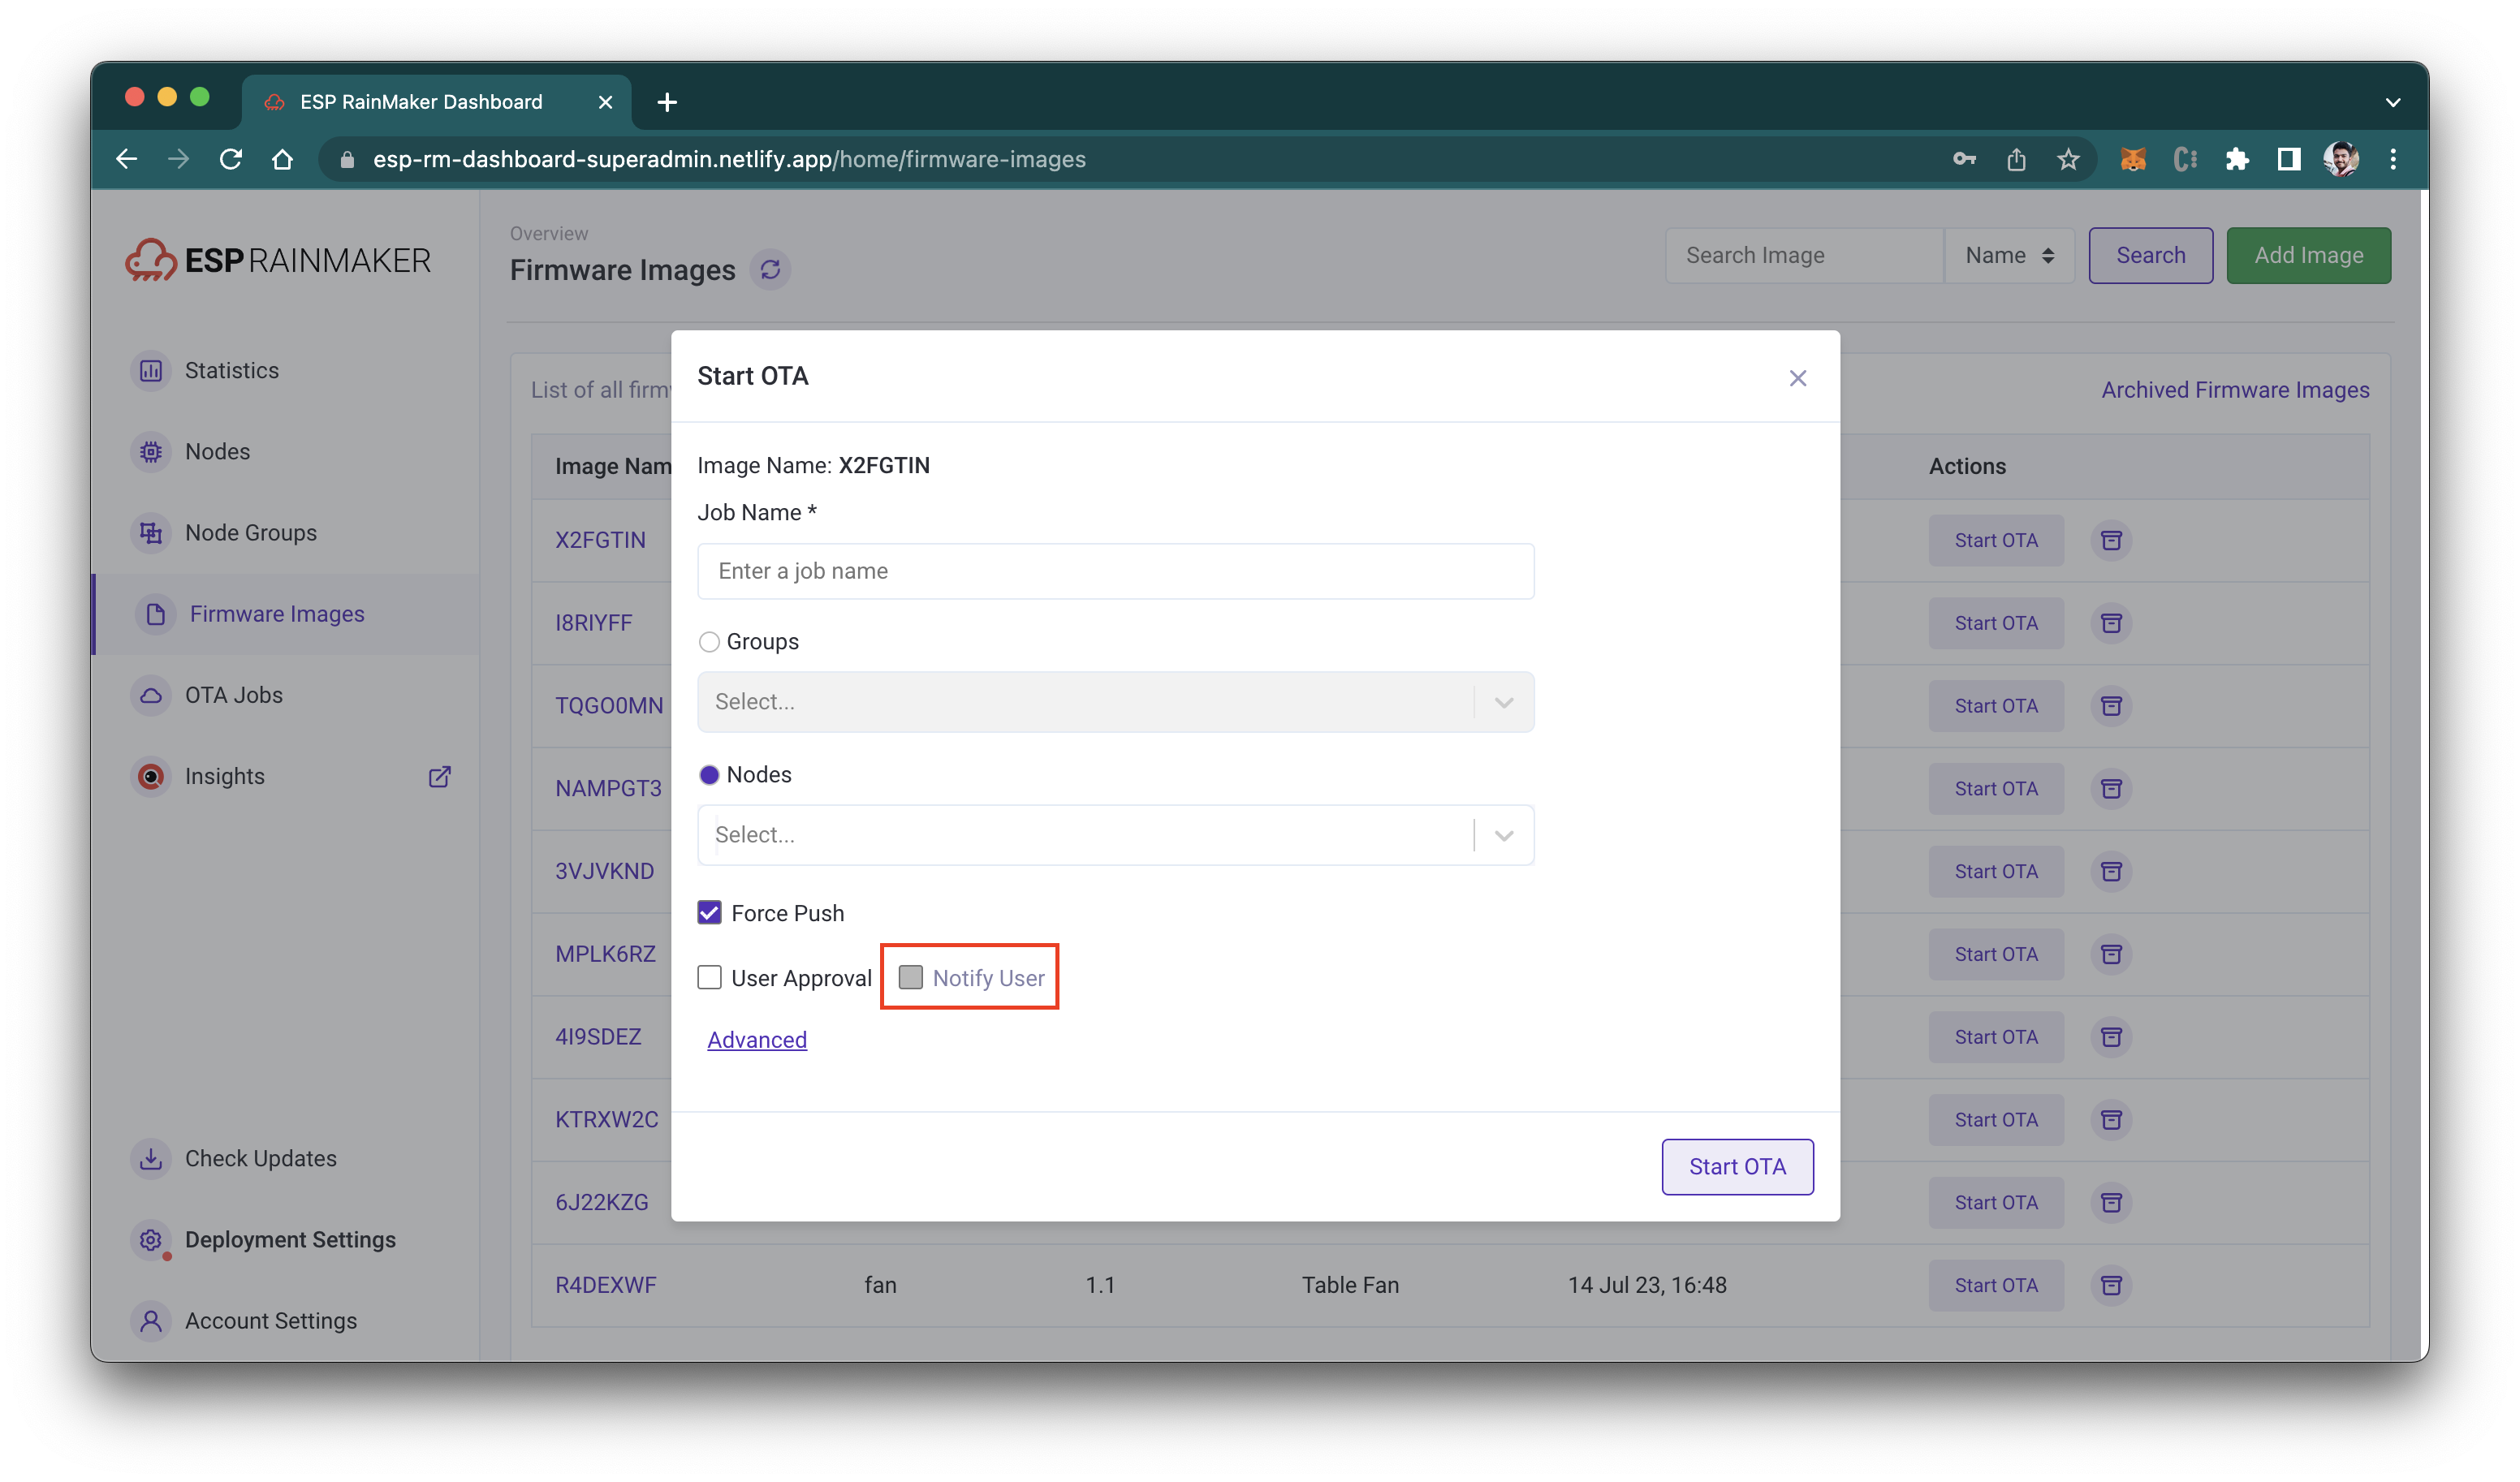 ESP RainMaker Dashboard
esp-rm-dashboard-superadmin.netlify.app/home/firmware-images
ESP RAINMAKER
Statistics
Nodes
Node Groups
Firmware Images
OTA Jobs
Insights
Check Updates
Deployment Settings
Account Settings
Overview
Firmware Images
Search Image
Name
Search
Add Image
List of all firm
Archived Firmware Images
Image Nam
Actions
X2FGTIN
Start OTA
I8RIYFF
Start OTA
TQGO0MN
Start OTA
NAMPGT3
Start OTA
3VJVKND
Start OTA
MPLK6RZ
Start OTA
4I9SDEZ
Start OTA
KTRXW2C
Start OTA
6J22KZG
Start OTA
R4DEXWF fan 1.1 Table Fan 14 Jul 23, 16:48 Start OTA
Start OTA
Image Name: X2FGTIN
Job Name *
Enter a job name
Groups
Select...
Nodes
Select...
Force Push
User Approval Notify User
Advanced
Start OTA